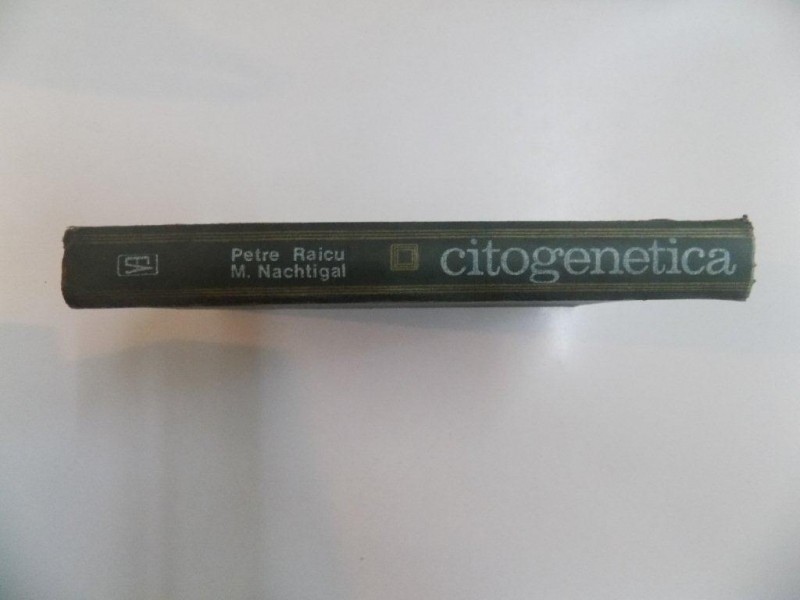 Petre Raicu
M. Nachtigal
citogenetica